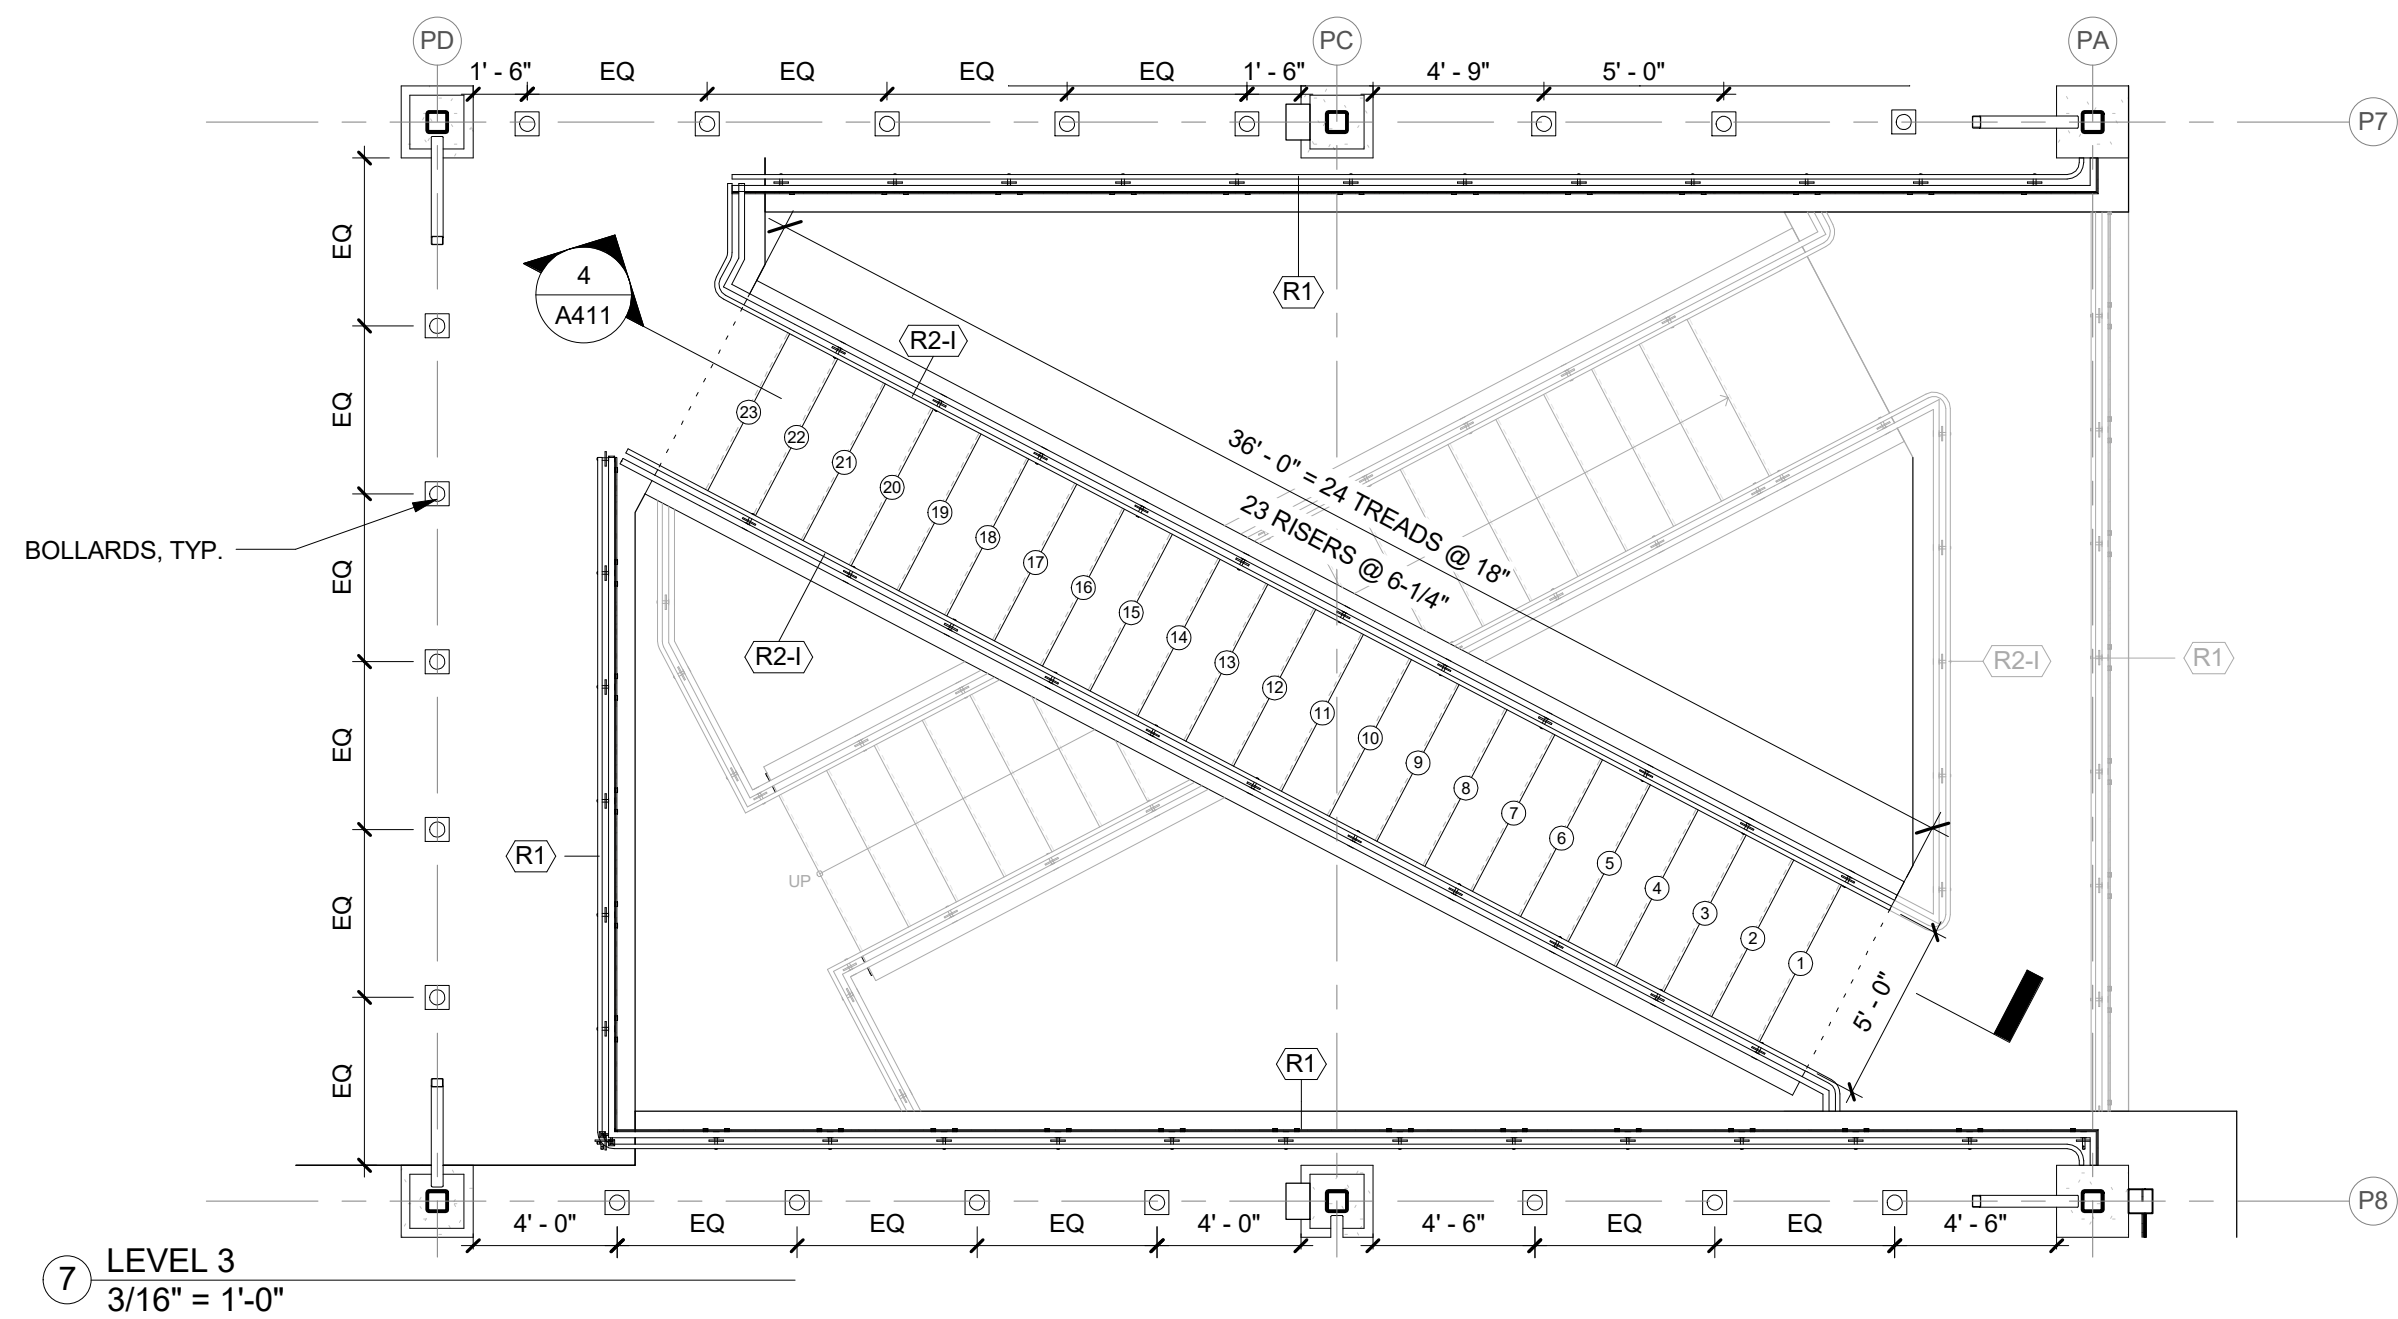 PD
PC
PA
1' - 6"
EQ
EQ
EQ
EQ
1' - 6"
4' - 9"
5' - 0"
P7
EQ
EQ
EQ
EQ
EQ
EQ
4
A411
R1
R2-I
36' - 0" = 24 TREADS @ 18"
23 RISERS @ 6-1/4"
23
22
21
20
19
18
17
16
15
14
13
12
11
10
9
8
7
6
5
4
3
2
1
BOLLARDS, TYP.
R2-I
R2-I
R1
R1
UP
5' - 0"
R1
P8
4' - 0"
EQ
EQ
EQ
4' - 0"
4' - 6"
EQ
EQ
4' - 6"
7
LEVEL 3
3/16" = 1'-0"